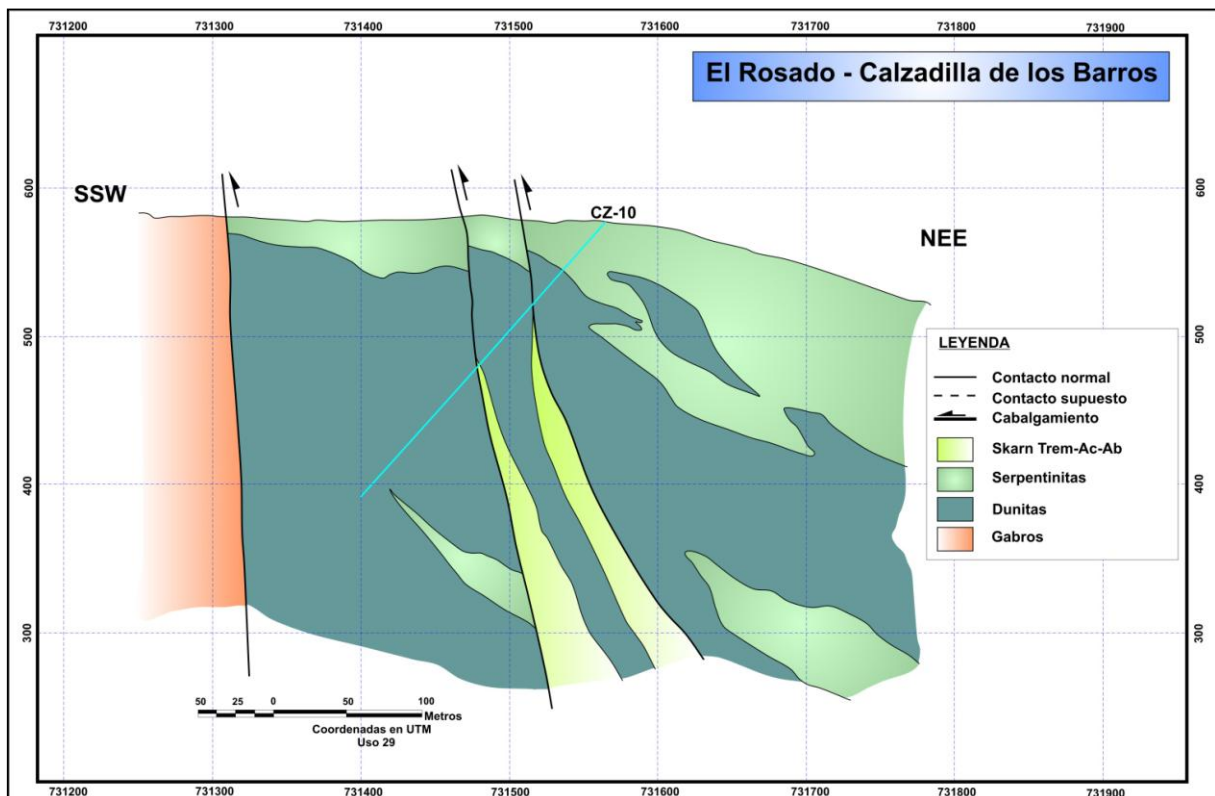 731200 731300 731400 731500 731600 731700 731800 731900
El Rosado - Calzadilla de los Barros
600 600
SSW
CZ-10
NEE
500 500
LEYENDA
Contacto normal
Contacto supuesto
Cabalgamiento
Skarn Trem-Ac-Ab
Serpentinitas
Dunitas
Gabros
400 400
300 300
50 25 0 50 100
Metros
Coordenadas en UTM
Uso 29
731200 731300 731400 731500 731600 731700 731800 731900